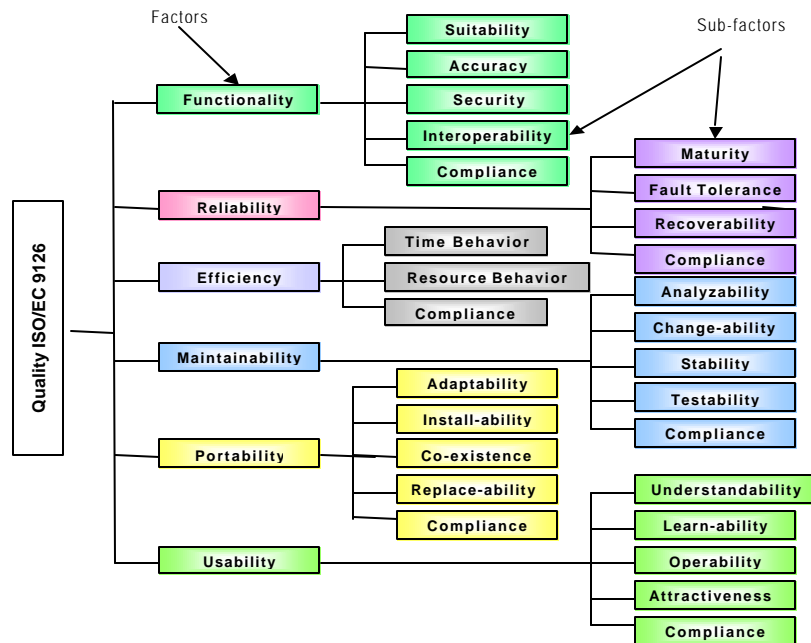 Factors
Sub-factors
Quality ISO/EC 9126
Functionality
Suitability
Accuracy
Security
Interoperability
Compliance
Reliability
Maturity
Fault Tolerance
Recoverability
Compliance
Efficiency
Time Behavior
Resource Behavior
Compliance
Maintainability
Analyzability
Change-ability
Stability
Testability
Compliance
Portability
Adaptability
Install-ability
Co-existence
Replace-ability
Compliance
Usability
Understandability
Learn-ability
Operability
Attractiveness
Compliance